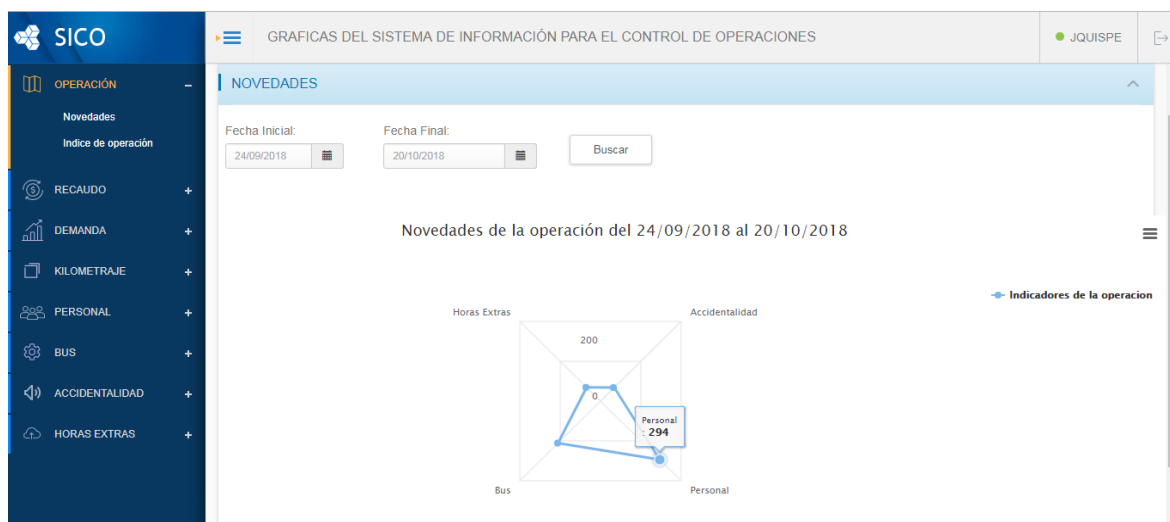 SICO
GRAFICAS DEL SISTEMA DE INFORMACIÓN PARA EL CONTROL DE OPERACIONES
JQUISPE
OPERACIÓN –
Novedades
Indice de operación
RECAUDO +
DEMANDA +
KILOMETRAJE +
PERSONAL +
BUS +
ACCIDENTALIDAD +
HORAS EXTRAS +
NOVEDADES
Fecha Inicial: Fecha Final:
24/09/2018 20/10/2018 Buscar
Novedades de la operación del 24/09/2018 al 20/10/2018
Indicadores de la operacion
Horas Extras Accidentalidad
200
0
Personal
: 294
Bus Personal